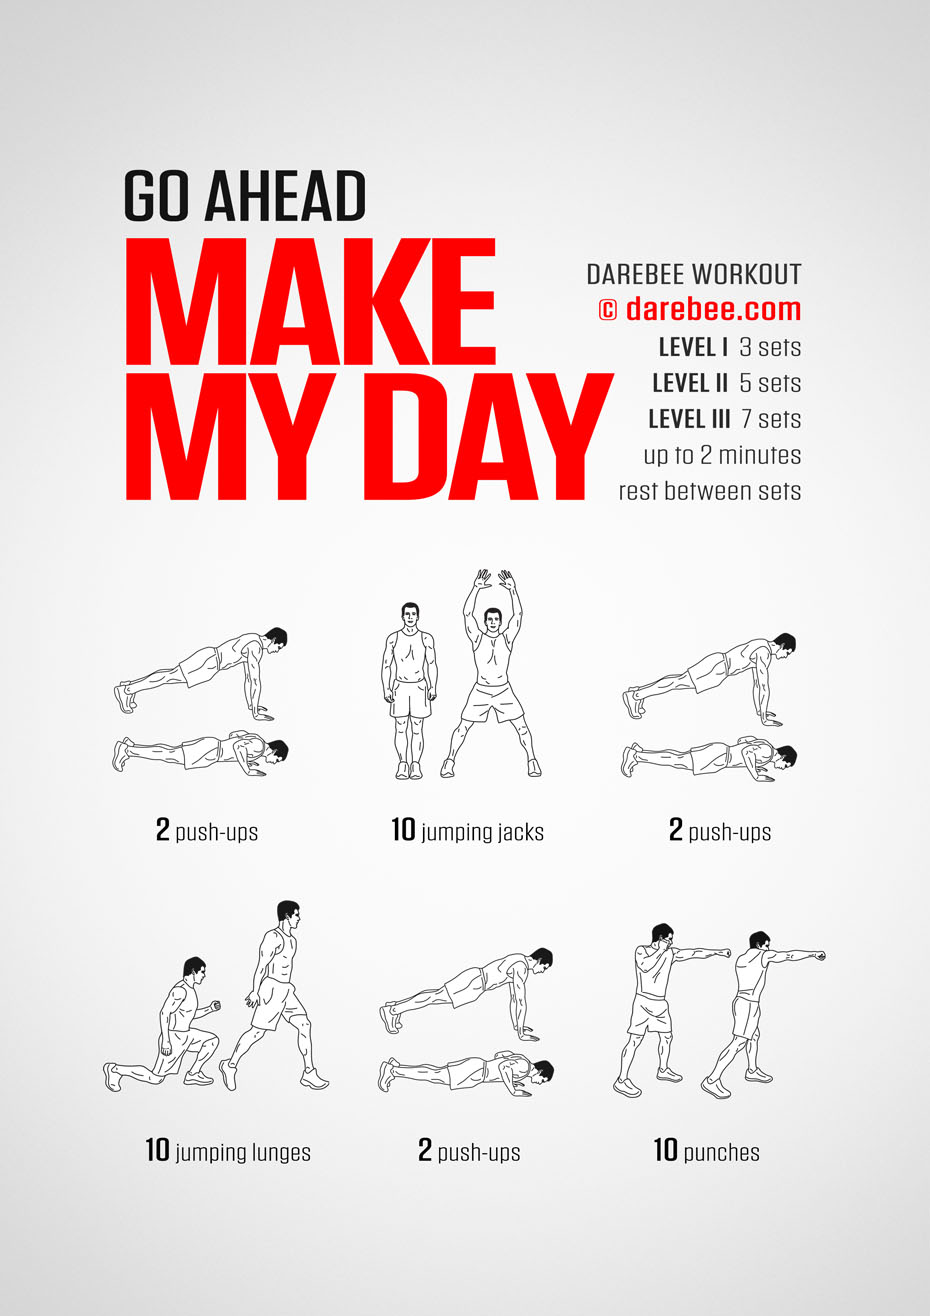 GO AHEAD
MAKE
MY DAY
DAREBEE WORKOUT
© darebee.com
LEVEL I 3 sets
LEVEL II 5 sets
LEVEL III 7 sets
up to 2 minutes
rest between sets
2 push-ups
10 jumping jacks
2 push-ups
10 jumping lunges
2 push-ups
10 punches